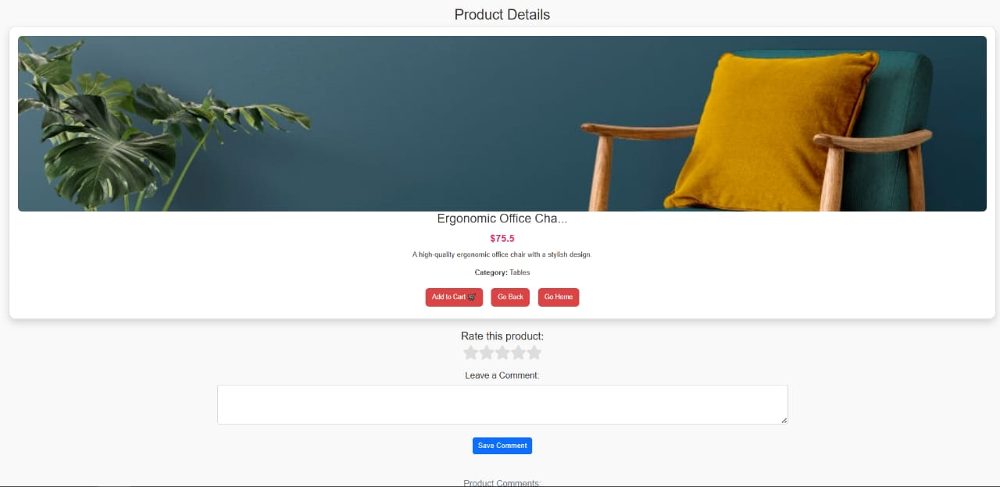 Product Details
Ergonomic Office Cha...
$75.5
A high-quality ergonomic office chair with a stylish design.
Category: Tables
Add to Cart 🛒 Go Back Go Home
Rate this product:
Leave a Comment:
Save Comment
Product Comments: